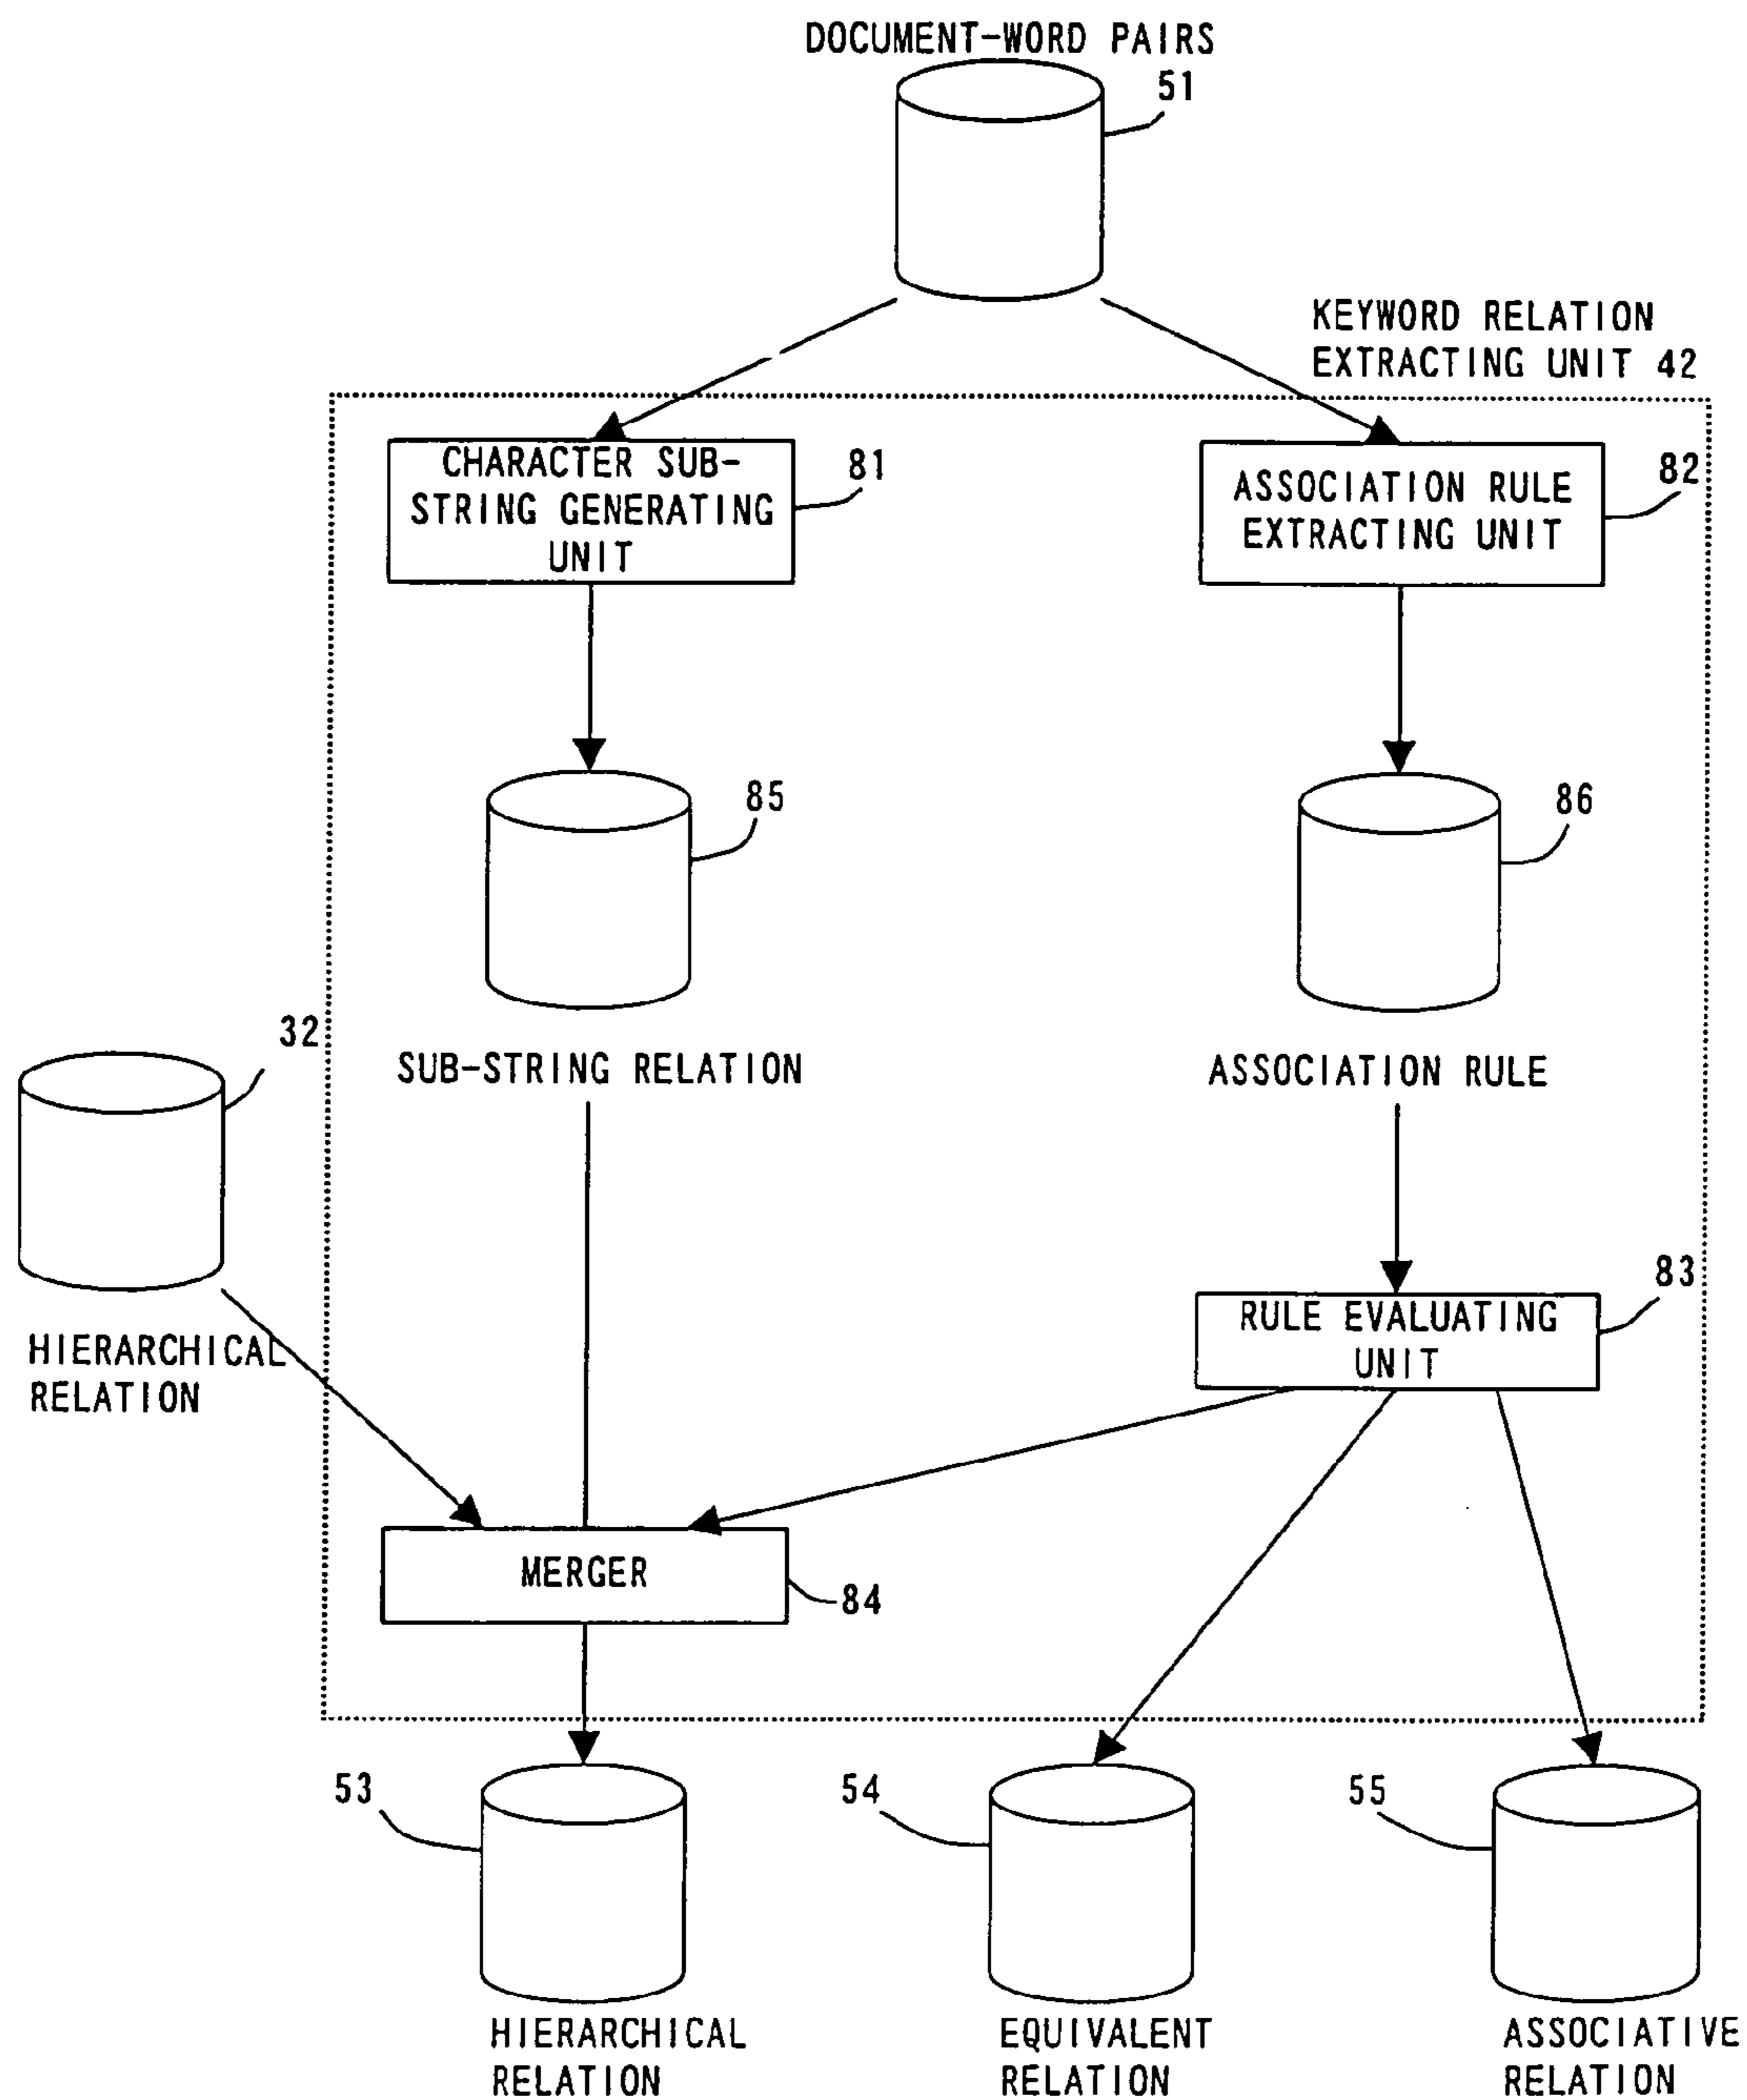 DOCUMENT-WORD PAIRS
51
KEYWORD RELATION
EXTRACTING UNIT 42
CHARACTER SUB-
STRING GENERATING
UNIT
81
ASSOCIATION RULE
EXTRACTING UNIT
82
85
86
32
SUB-STRING RELATION
ASSOCIATION RULE
HIERARCHICAL
RELATION
RULE EVALUATING
UNIT
83
MERGER
84
53
54
55
HIERARCHICAL
RELATION
EQUIVALENT
RELATION
ASSOCIATIVE
RELATION